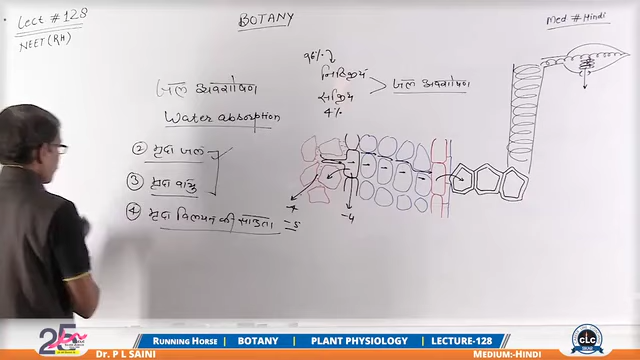 Lect # 128
NEET (RH)
BOTANY
Med # Hindi
96%
निष्क्रिय
सक्रिय
4%
जल अवशोषण
जल अवशोषण
Water absorption
② मृदा जल
③ मृदा वायु
④ मृदा विलयन की सांद्रता
-5
-4
25
CLC
RUNNING HORSE | BOTANY | PLANT PHYSIOLOGY | LECTURE-128
Dr. P L SAINI
MEDIUM:-HINDI